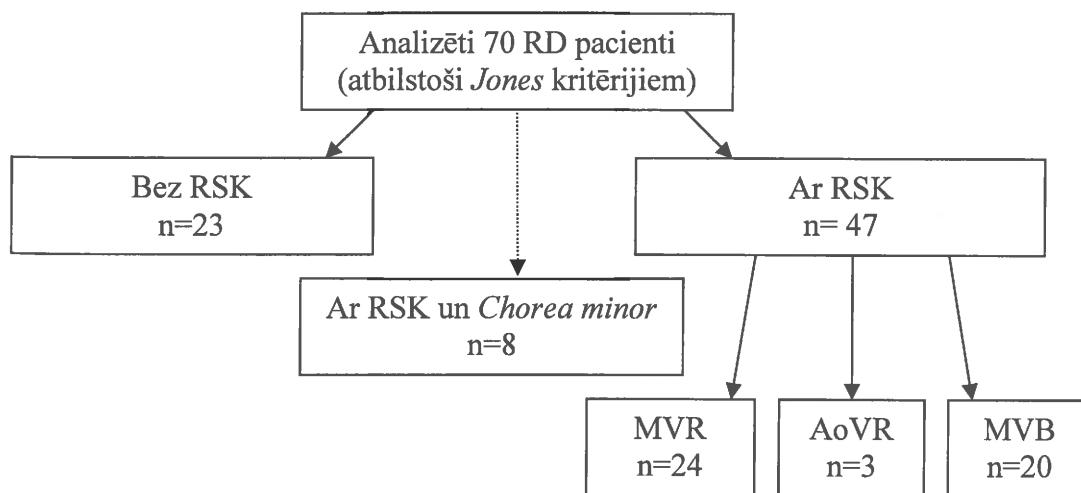 Analizēti 70 RD pacienti
(atbilstoši Jones kritērijiem)
Bez RSK
n=23
Ar RSK
n= 47
Ar RSK un Chorea minor
n=8
MVR
n=24
AoVR
n=3
MVB
n=20